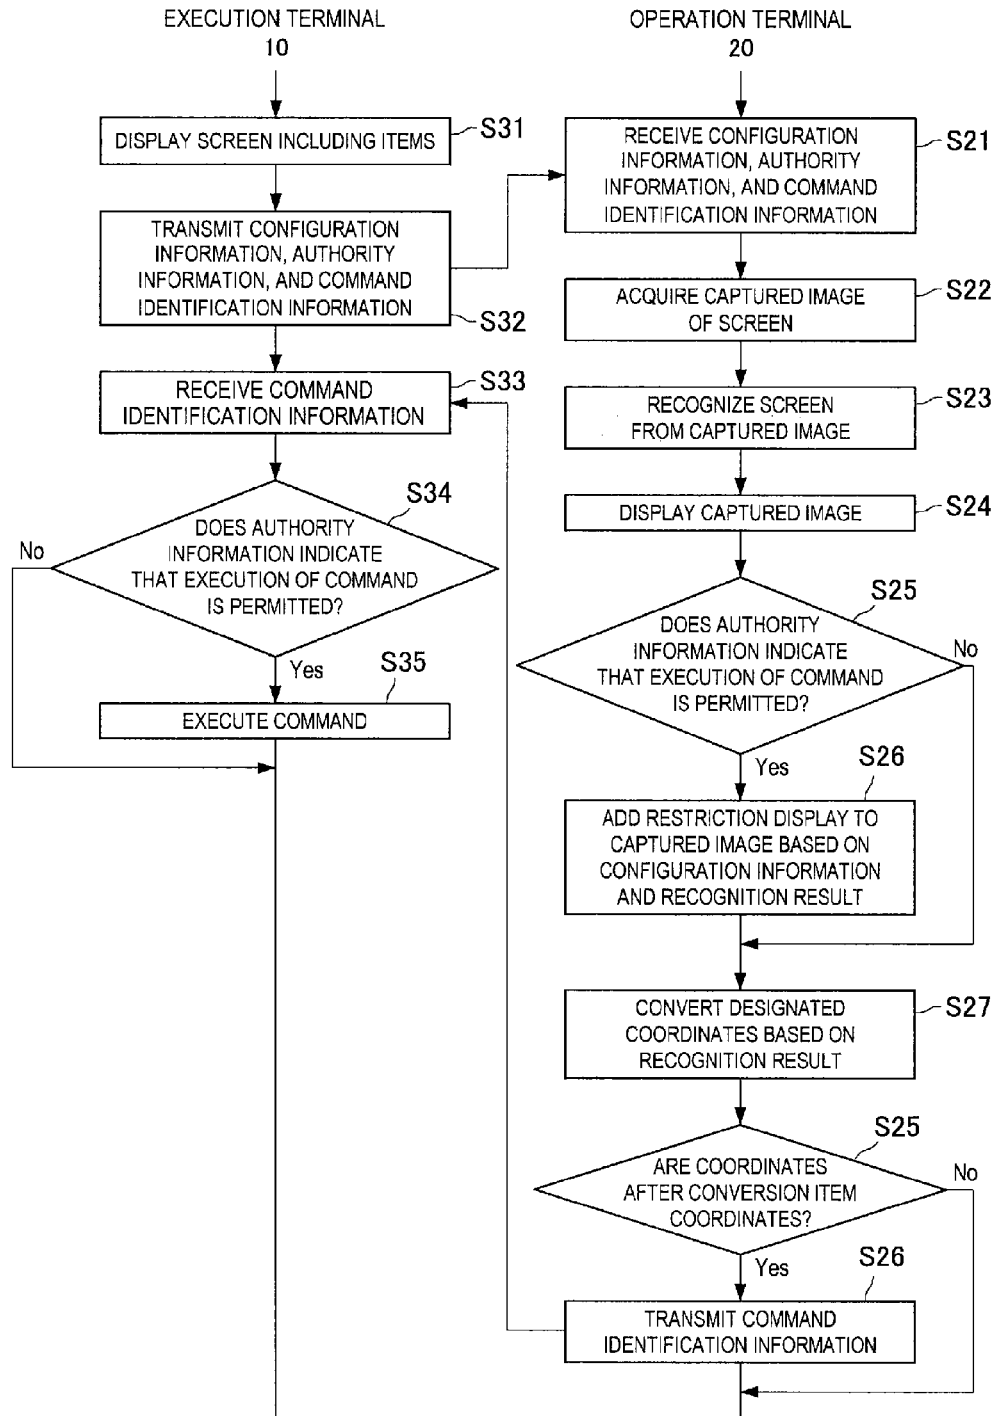 EXECUTION TERMINAL
10
DISPLAY SCREEN INCLUDING ITEMS
S31
TRANSMIT CONFIGURATION
INFORMATION, AUTHORITY
INFORMATION, AND COMMAND
IDENTIFICATION INFORMATION
S32
RECEIVE COMMAND
IDENTIFICATION INFORMATION
S33
S34
DOES AUTHORITY
INFORMATION INDICATE
THAT EXECUTION OF COMMAND
IS PERMITTED?
No
Yes
S35
EXECUTE COMMAND
OPERATION TERMINAL
20
RECEIVE CONFIGURATION
INFORMATION, AUTHORITY
INFORMATION, AND COMMAND
IDENTIFICATION INFORMATION
S21
ACQUIRE CAPTURED IMAGE
OF SCREEN
S22
RECOGNIZE SCREEN
FROM CAPTURED IMAGE
S23
DISPLAY CAPTURED IMAGE
S24
S25
DOES AUTHORITY
INFORMATION INDICATE
THAT EXECUTION OF COMMAND
IS PERMITTED?
No
Yes
S26
ADD RESTRICTION DISPLAY TO
CAPTURED IMAGE BASED ON
CONFIGURATION INFORMATION
AND RECOGNITION RESULT
CONVERT DESIGNATED
COORDINATES BASED ON
RECOGNITION RESULT
S27
S25
ARE COORDINATES
AFTER CONVERSION ITEM
COORDINATES?
No
Yes
S26
TRANSMIT COMMAND
IDENTIFICATION INFORMATION